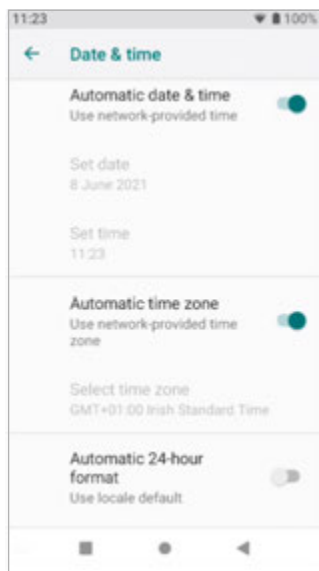 11:23 100%
Date & time
Automatic date & time
Use network-provided time
Set date
8 June 2021
Set time
11:23
Automatic time zone
Use network-provided time
zone
Select time zone
GMT+01:00 Irish Standard Time
Automatic 24-hour
format
Use locale default